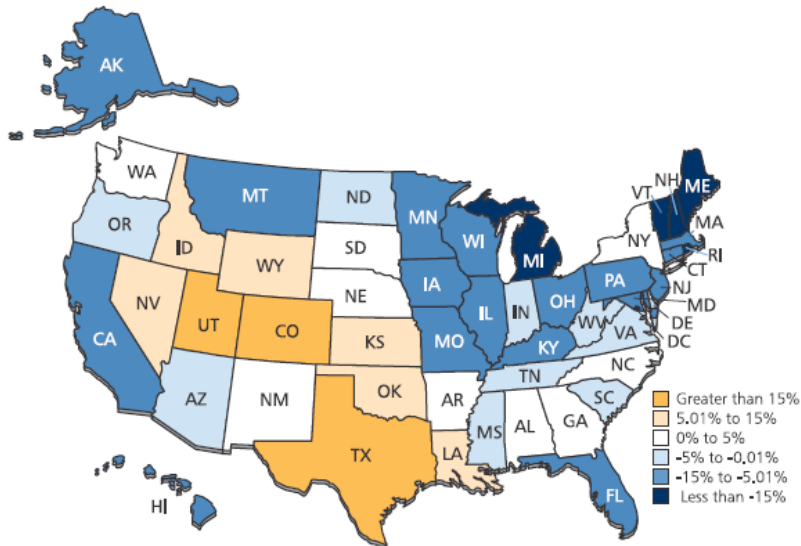 AK
WA
MT
ND
MN
VT
NH
ME
OR
ID
SD
WI
MI
NY
MA
RI
CT
WY
NE
IA
PA
NJ
MD
DE
DC
NV
UT
CO
KS
MO
IL
IN
OH
WV
VA
KY
CA
AZ
NM
OK
AR
TN
NC
SC
MS
AL
GA
TX
LA
FL
HI
Greater than 15%
5.01% to 15%
0% to 5%
-5% to -0.01%
-15% to -5.01%
Less than -15%